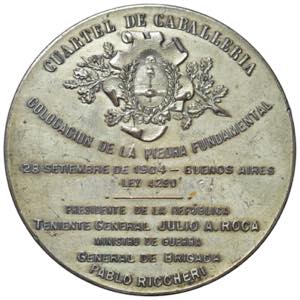 CUARTEL DE CABALLERIA
COLOCACION DE LA PIEDRA FUNDAMENTAL
28 SETIEMBRE DE 1904 — BUENOS AIRES
LEY 4290
PRESIDENTE DE LA REPÚBLICA
TENIENTE GENERAL JULIO A. ROCA
MINISTRO DE GUERRA
GENERAL DE BRIGADA
PABLO RICCHERI